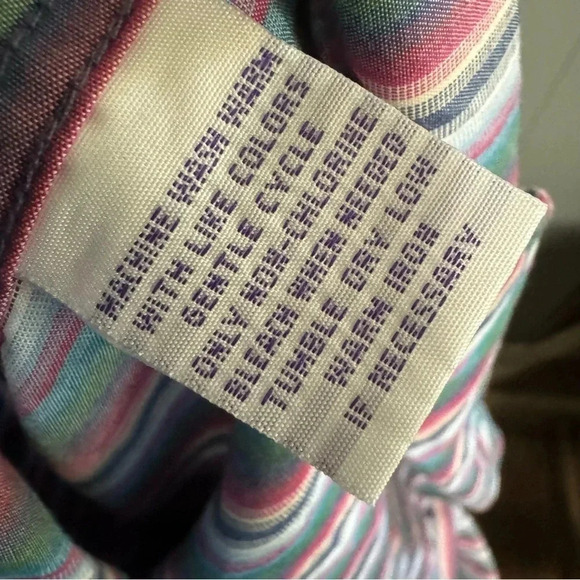 MACHINE WASH WARM
WITH LIKE COLORS
GENTLE CYCLE
ONLY NON-CHLORINE
BLEACH WHEN NEEDED
TUMBLE DRY LOW
WARM IRON
IF NECESSARY